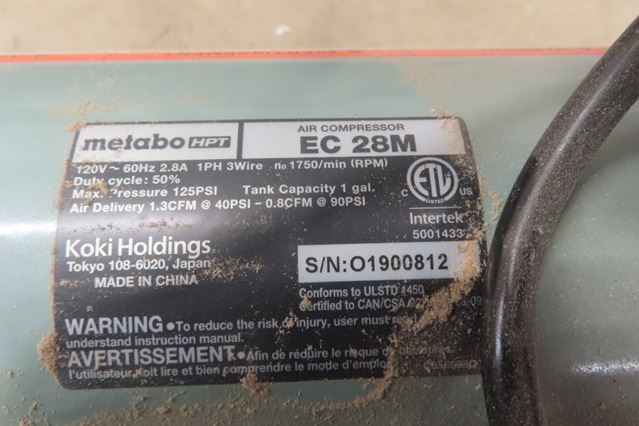 metabo HPT
AIR COMPRESSOR
EC 28M
120V ~ 60Hz 2.8A 1PH 3Wire no 1750/min (RPM)
Duty cycle: 50%
Max. Pressure 125PSI Tank Capacity 1 gal.
Air Delivery 1.3CFM @ 40PSI – 0.8CFM @ 90PSI
C ETL US
LISTED
Intertek
5001433
Koki Holdings
Tokyo 108-6020, Japan
MADE IN CHINA
S/N:O1900812
Conforms to ULSTD 1450
Certified to CAN/CSA
WARNING ●To reduce the risk of injury, user must read
understand instruction manual.
AVERTISSEMENT ●Afin de réduire le risque de
l'utilisateur doit lire et bien comprendre le mode d'emploi.